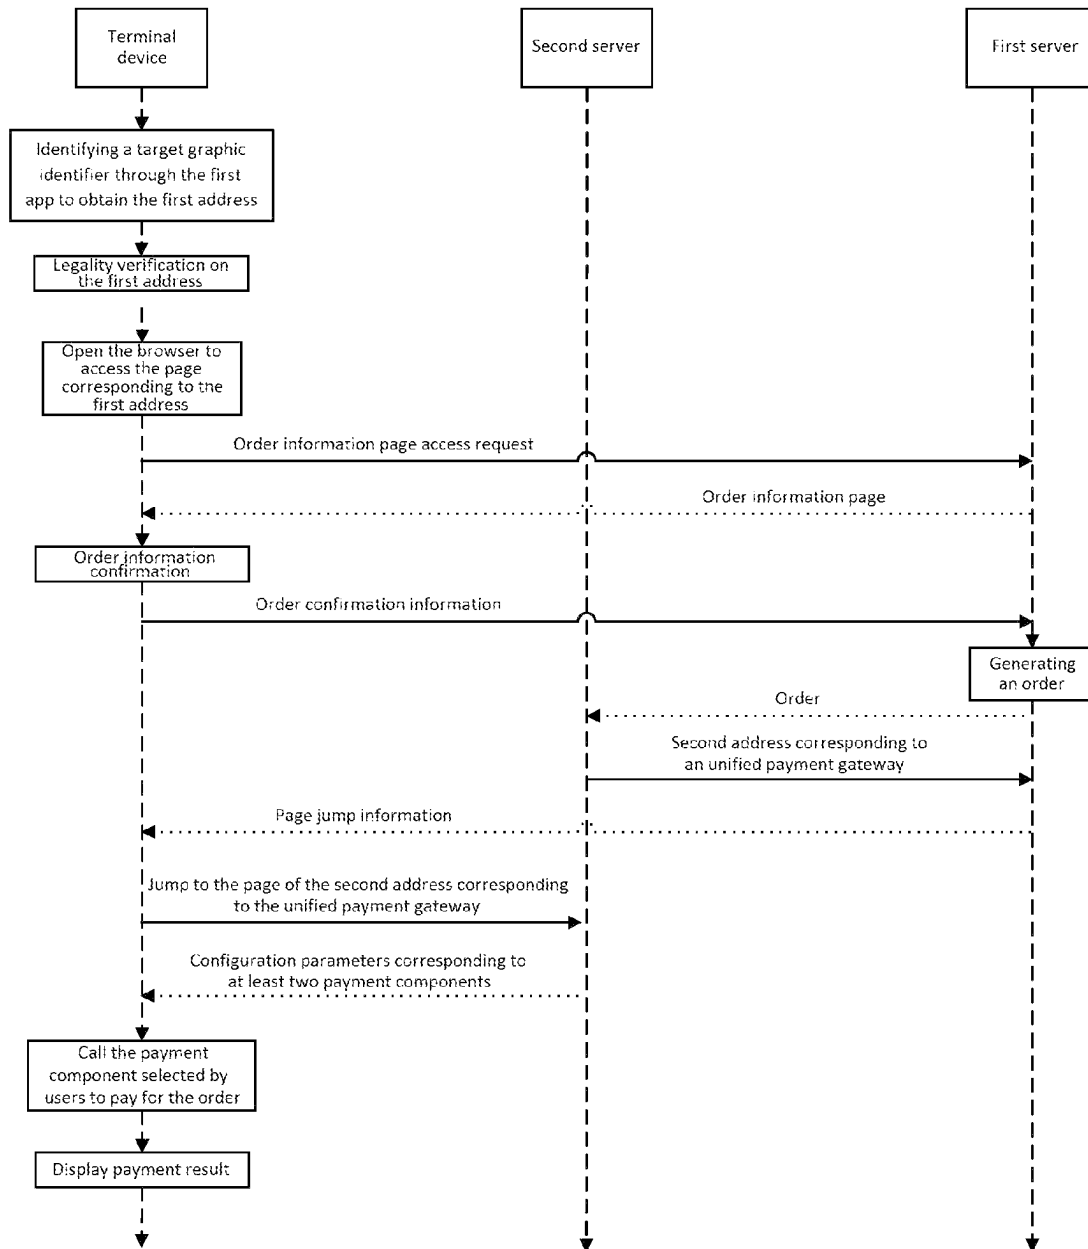 Terminal
device
Second server
First server
Identifying a target graphic
identifier through the first
app to obtain the first address
Legality verification on
the first address
Open the browser to
access the page
corresponding to the
first address
Order information page access request
Order information page
Order information
confirmation
Order confirmation information
Generating
an order
Order
Second address corresponding to
an unified payment gateway
Page jump information
Jump to the page of the second address corresponding
to the unified payment gateway
Configuration parameters corresponding to
at least two payment components
Call the payment
component selected by
users to pay for the order
Display payment result